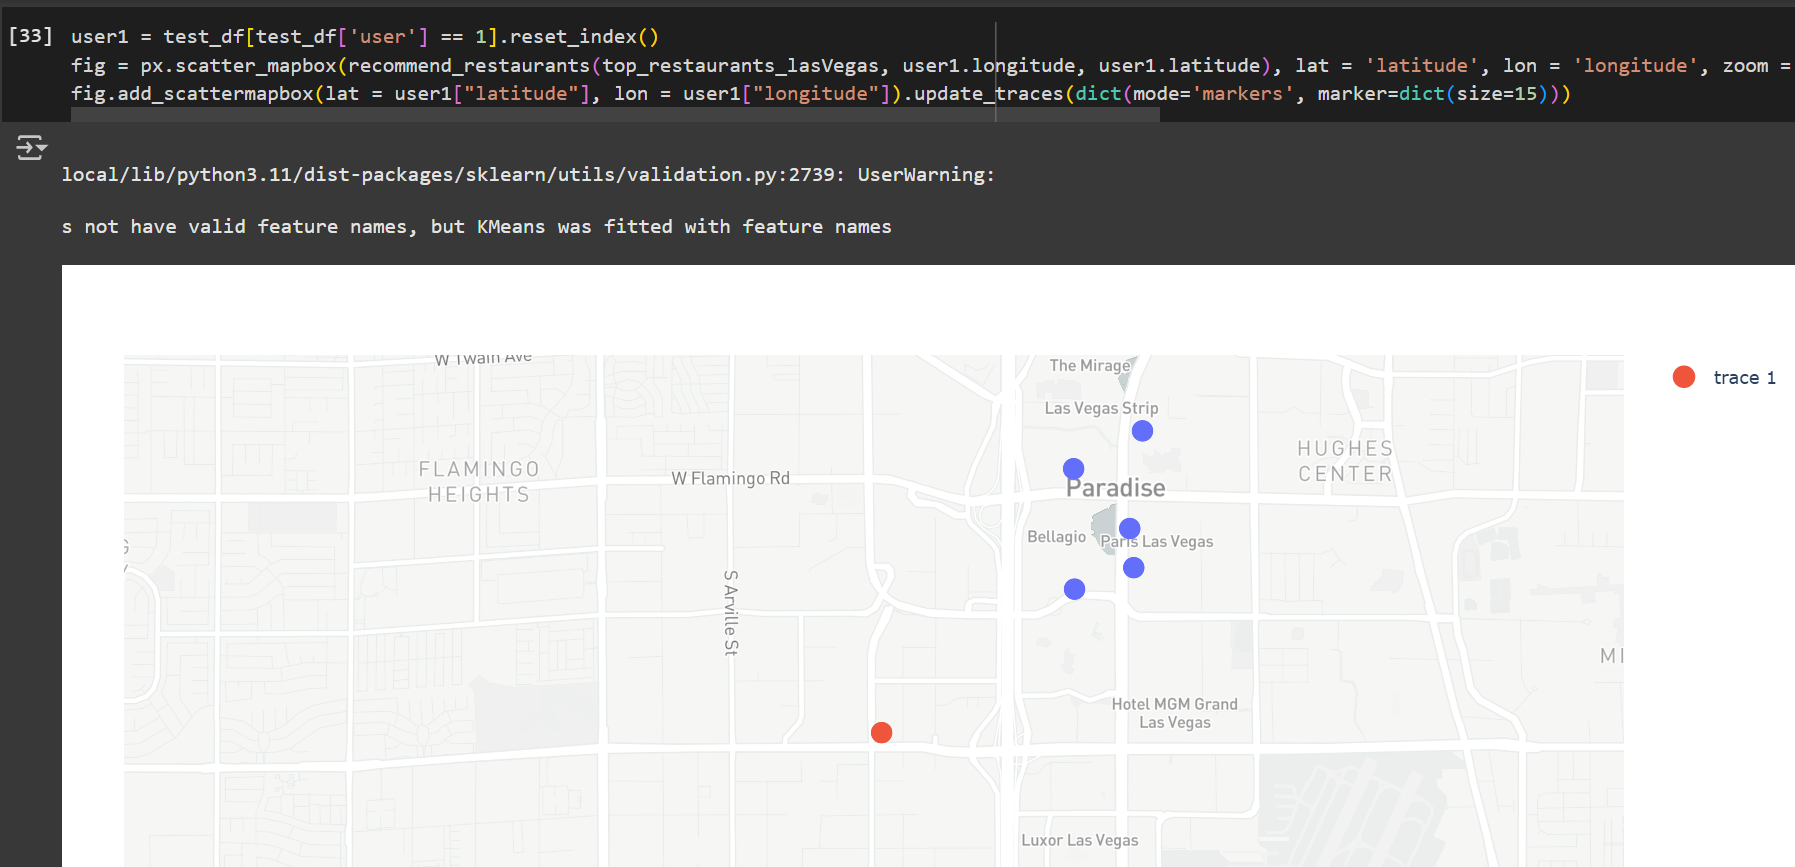 [33] user1 = test_df[test_df['user'] == 1].reset_index()
fig = px.scatter_mapbox(recommend_restaurants(top_restaurants_lasVegas, user1.longitude, user1.latitude), lat = 'latitude', lon = 'longitude', zoom =
fig.add_scattermapbox(lat = user1["latitude"], lon = user1["longitude"]).update_traces(dict(mode='markers', marker=dict(size=15)))
local/lib/python3.11/dist-packages/sklearn/utils/validation.py:2739: UserWarning:
s not have valid feature names, but KMeans was fitted with feature names
W Twain Ave
The Mirage
trace 1
Las Vegas Strip
HUGHES
CENTER
FLAMINGO
HEIGHTS
W Flamingo Rd
Paradise
Bellagio
Paris Las Vegas
S Arville St
MI
Hotel MGM Grand
Las Vegas
Luxor Las Vegas